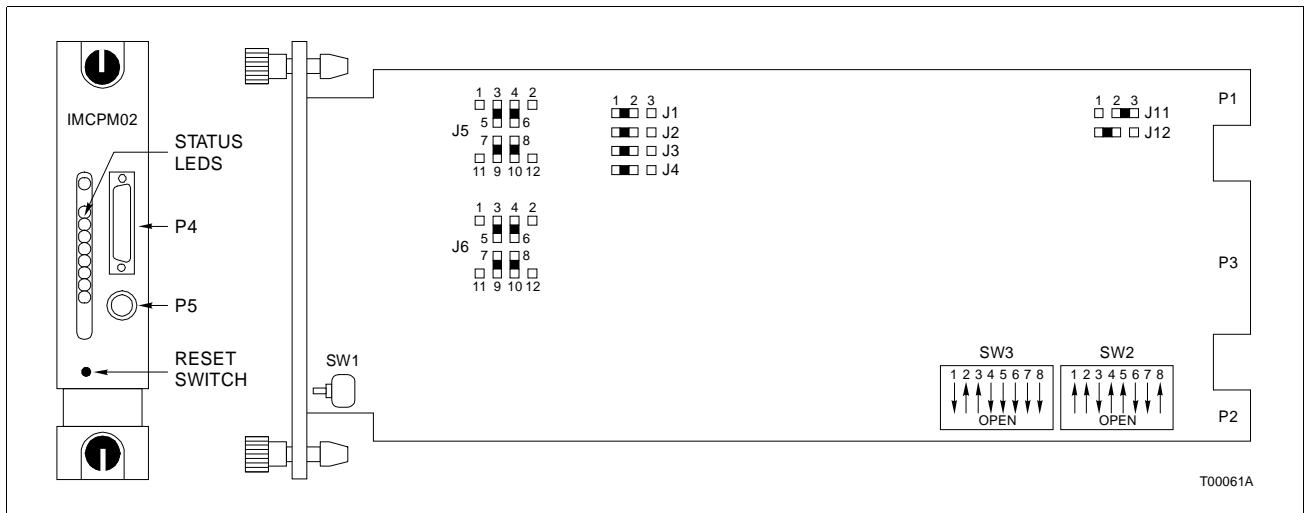 IMCPM02
STATUS
LEDS
P4
P5
RESET
SWITCH
SW1
1 3 4 2
J5
5 6
7 8
11 9 10 12
1 3 4 2
J6
5 6
7 8
11 9 10 12
1 2 3
J1
J2
J3
J4
1 2 3
J11
J12
P1
P3
P2
SW3
1 2 3 4 5 6 7 8
OPEN
SW2
1 2 3 4 5 6 7 8
OPEN
T00061A